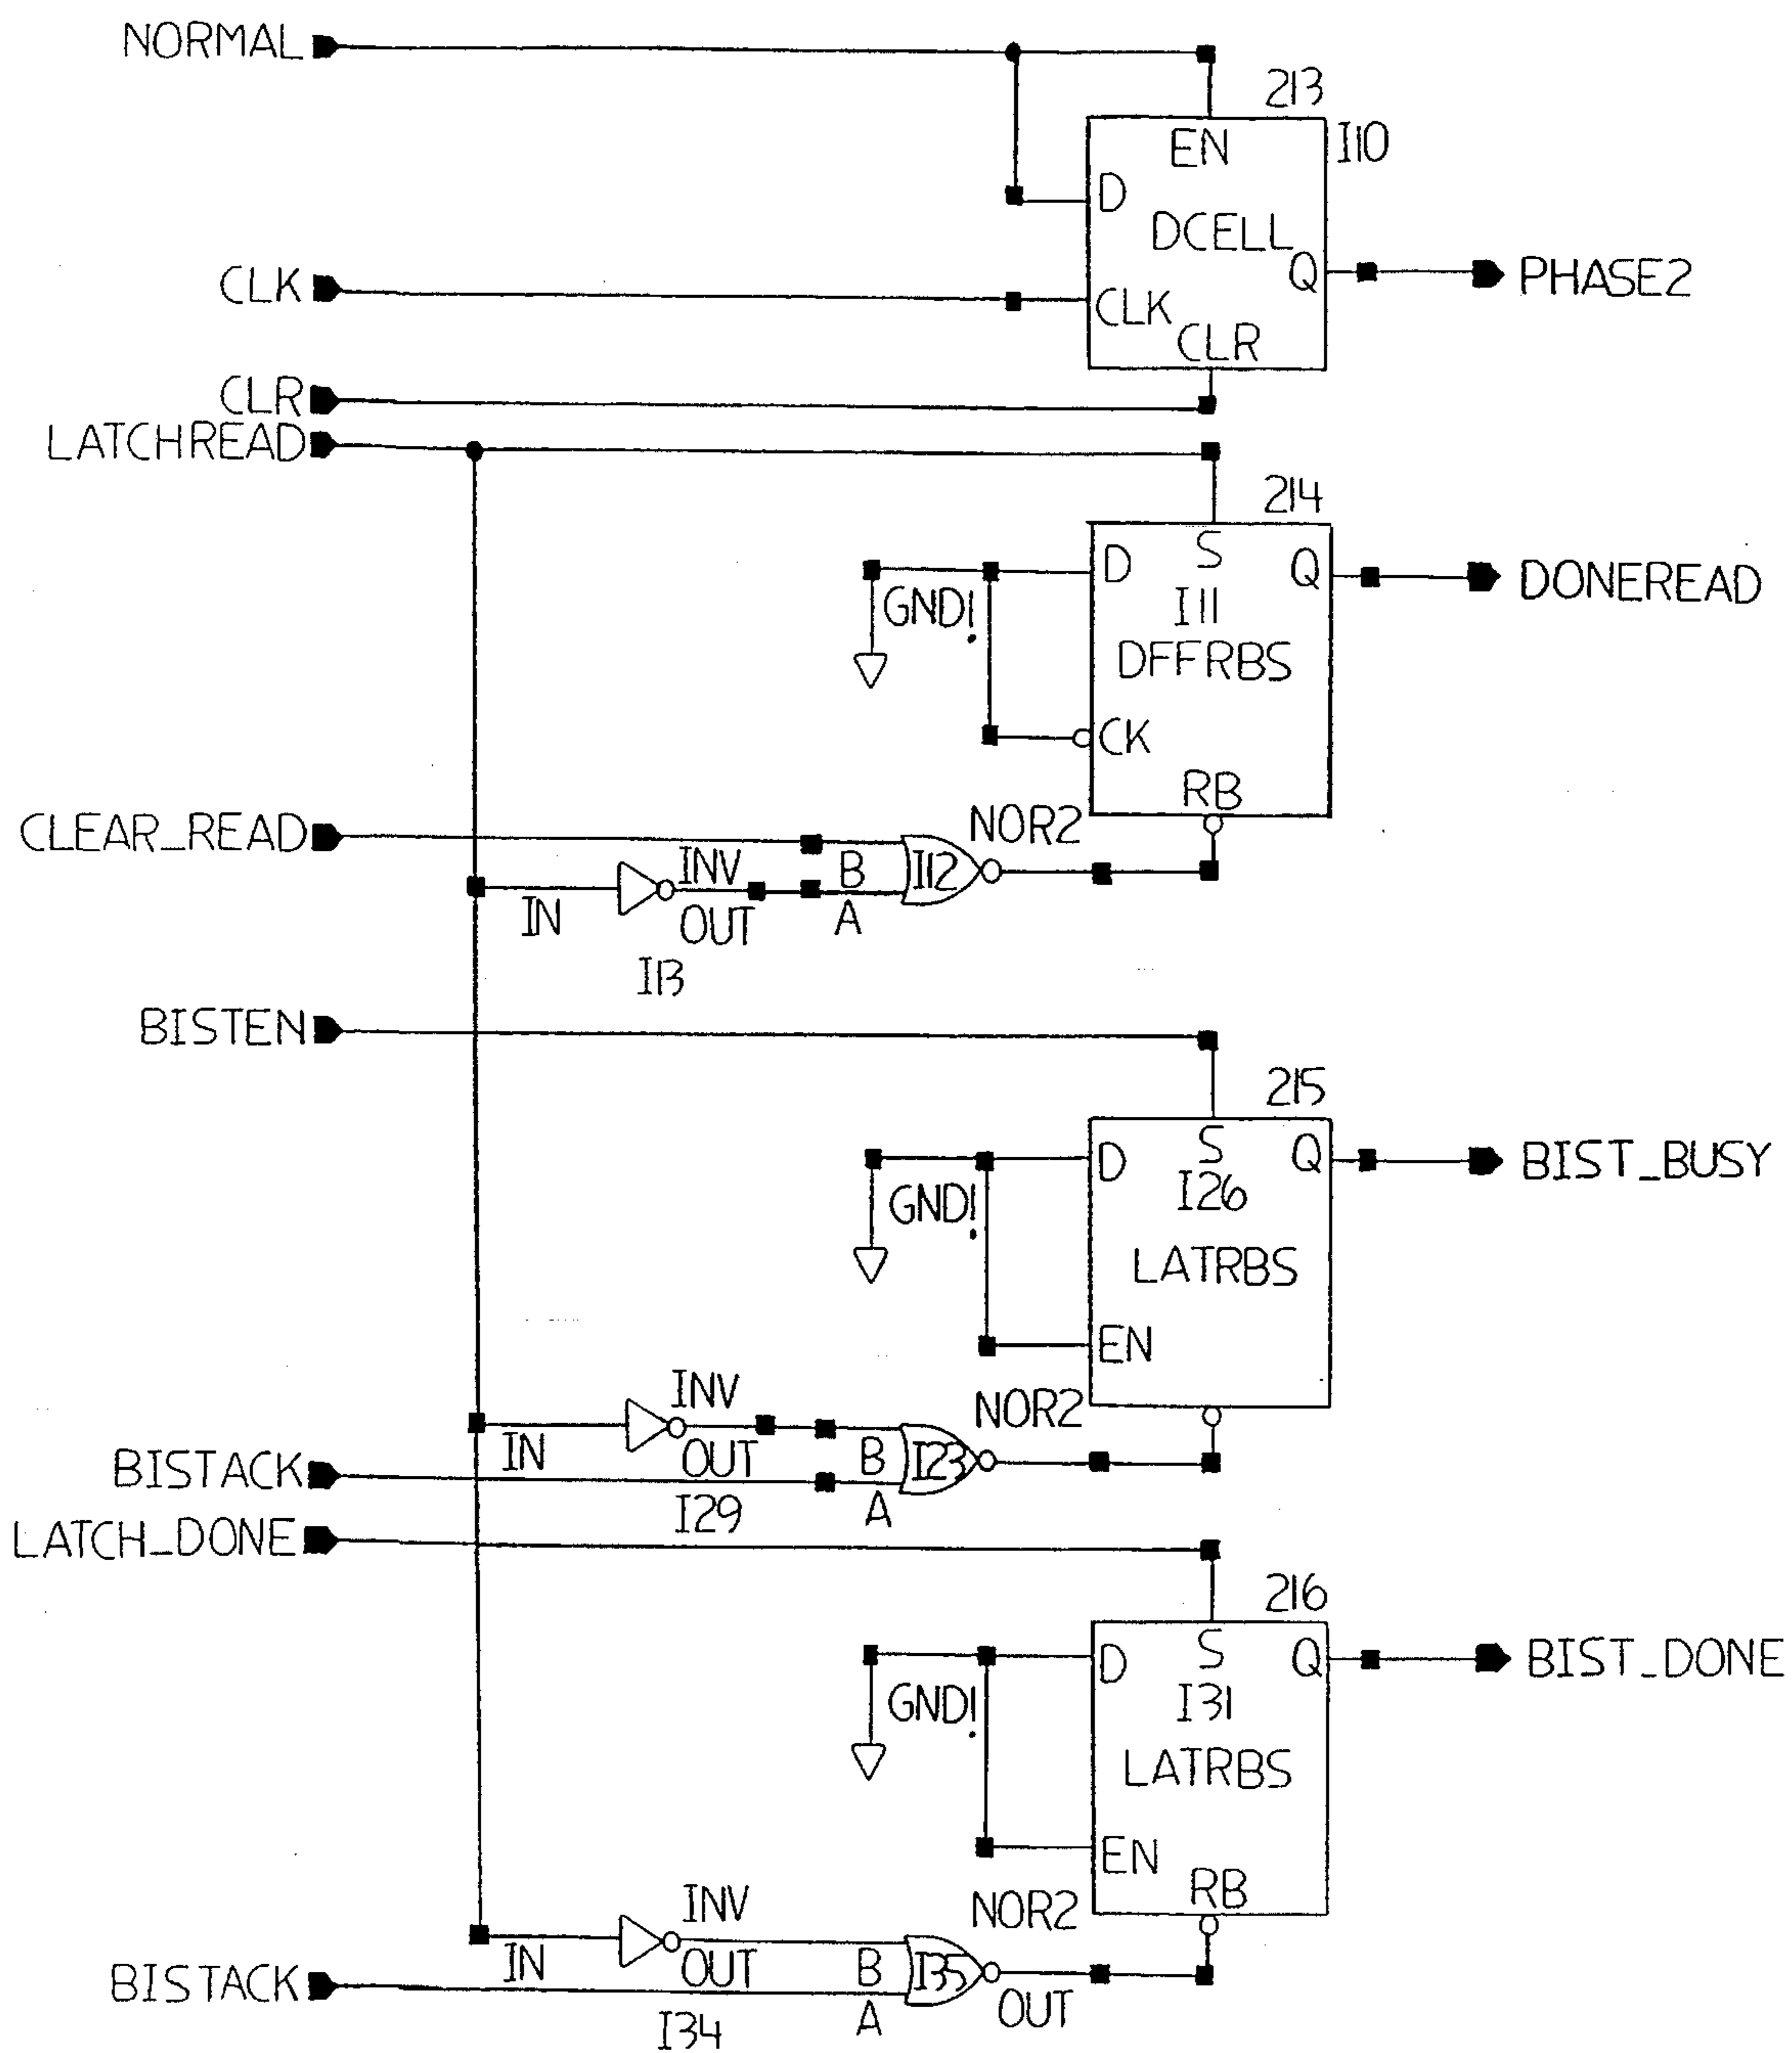 NORMAL
213
I10
EN
D
DCELL
Q
PHASE2
CLK
CLK
CLR
CLR
LATCHREAD
214
D
S
Q
I11
DFFRBS
GND!
DONEREAD
CK
RB
CLEAR_READ
NOR2
INV
B
I12
IN
OUT
A
I13
BISTEN
215
D
S
Q
I26
LATRBS
GND!
BIST_BUSY
EN
INV
NOR2
IN
OUT
B
I23
BISTACK
I29
A
LATCH_DONE
216
D
S
Q
I31
LATRBS
GND!
BIST_DONE
EN
RB
INV
NOR2
IN
OUT
B
I35
BISTACK
I34
A
OUT